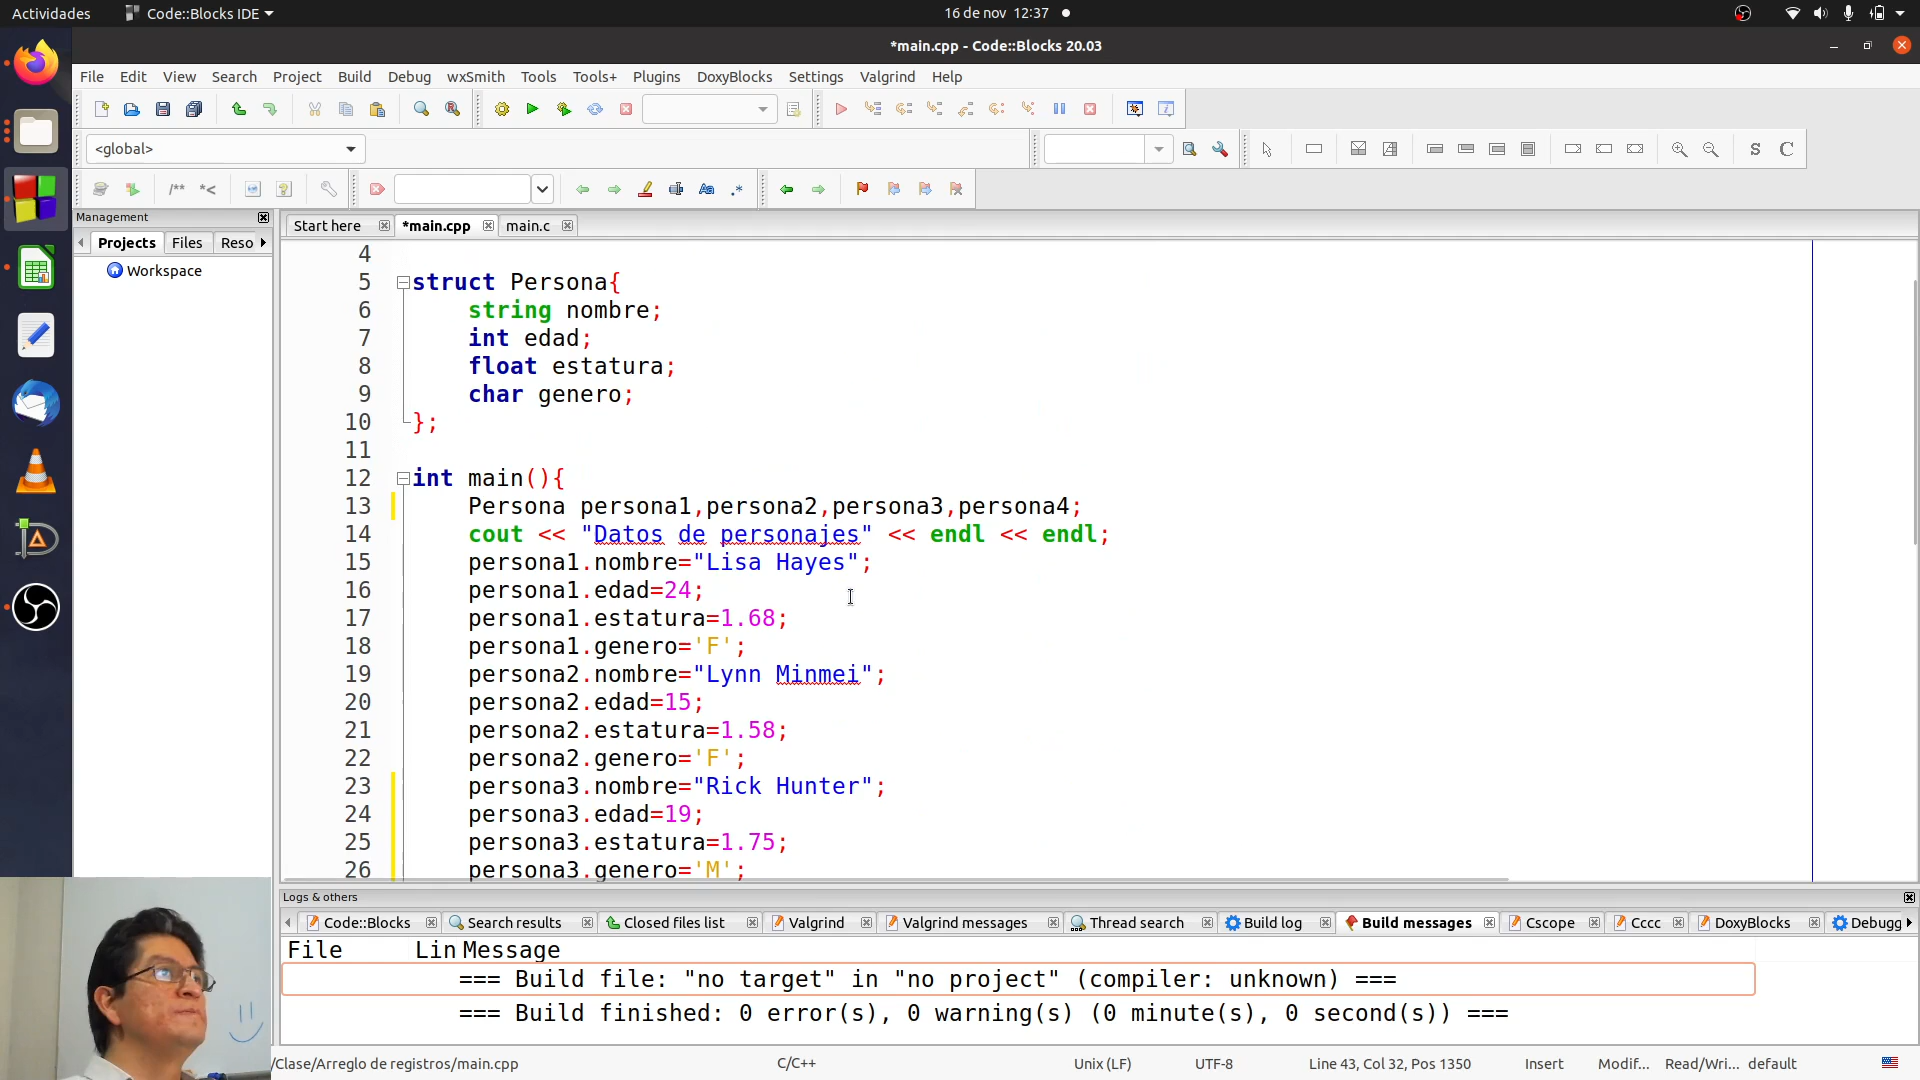 Actividades Code::Blocks IDE 16 de nov 12:37
*main.cpp - Code::Blocks 20.03
File Edit View Search Project Build Debug wxSmith Tools Tools+ Plugins DoxyBlocks Settings Valgrind Help
<global>
S C
/** *< Aa .*
Management
Projects Files Reso
Workspace
Start here *main.cpp main.c
4
5 struct Persona{
6 string nombre;
7 int edad;
8 float estatura;
9 char genero;
10 };
11
12 int main(){
13 Persona persona1,persona2,persona3,persona4;
14 cout << "Datos de personajes" << endl << endl;
15 persona1.nombre="Lisa Hayes";
16 persona1.edad=24;
17 persona1.estatura=1.68;
18 persona1.genero='F';
19 persona2.nombre="Lynn Minmei";
20 persona2.edad=15;
21 persona2.estatura=1.58;
22 persona2.genero='F';
23 persona3.nombre="Rick Hunter";
24 persona3.edad=19;
25 persona3.estatura=1.75;
26 persona3.genero='M';
Logs & others
Code::Blocks Search results Closed files list Valgrind Valgrind messages Thread search Build log Build messages Cscope Cccc DoxyBlocks Debugg
File Lin Message
=== Build file: "no target" in "no project" (compiler: unknown) ===
=== Build finished: 0 error(s), 0 warning(s) (0 minute(s), 0 second(s)) ===
/Clase/Arreglo de registros/main.cpp C/C++ Unix (LF) UTF-8 Line 43, Col 32, Pos 1350 Insert Modif... Read/Wri... default